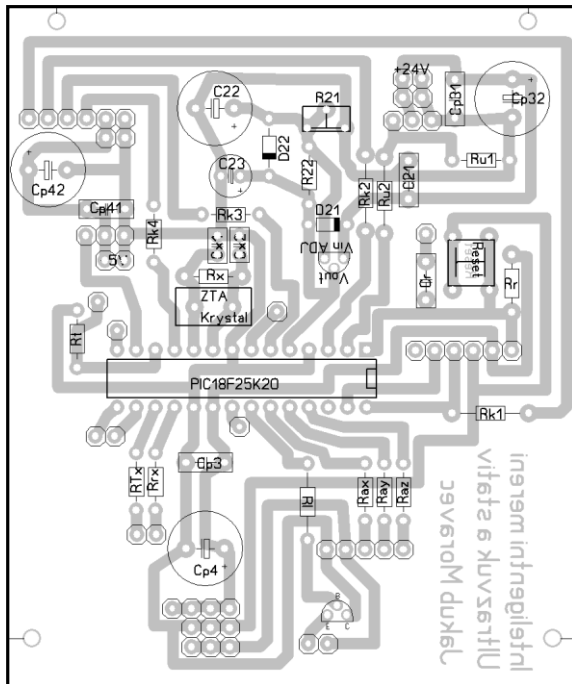 C22
+24V
Cp31
Cp32
R21
D22
Ru1
C23
Cp42
R22
Rk2
Ru2
C21
Cp41
Rk3
D21
Rk4
Cx1
Cx2
Vin ADJ
Vout
5V
Reset
Rx
Cr
Rr
ZTA
Krystal
Rt
PIC18F25K20
Rk1
Cp3
RTx
Rrx
Rl
Rax
Ray
Raz
Cp4
B
E
C
Inteligentni mereni
Ultrazvuk a stativ
Jakub Moravec